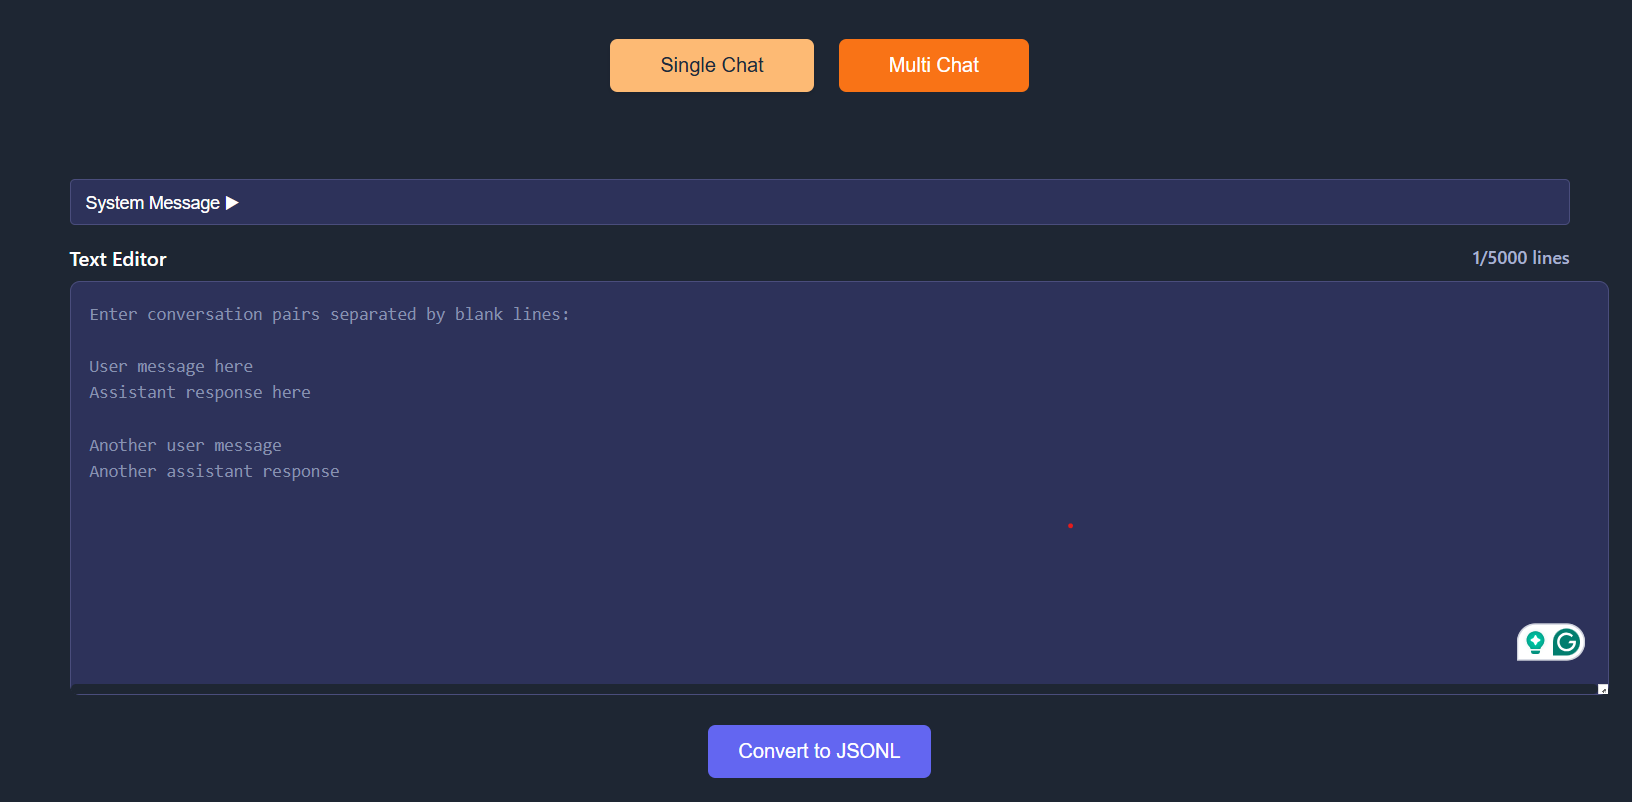 Single Chat
Multi Chat
System Message ▶
Text Editor
1/5000 lines
Enter conversation pairs separated by blank lines:
User message here
Assistant response here
Another user message
Another assistant response
Convert to JSONL